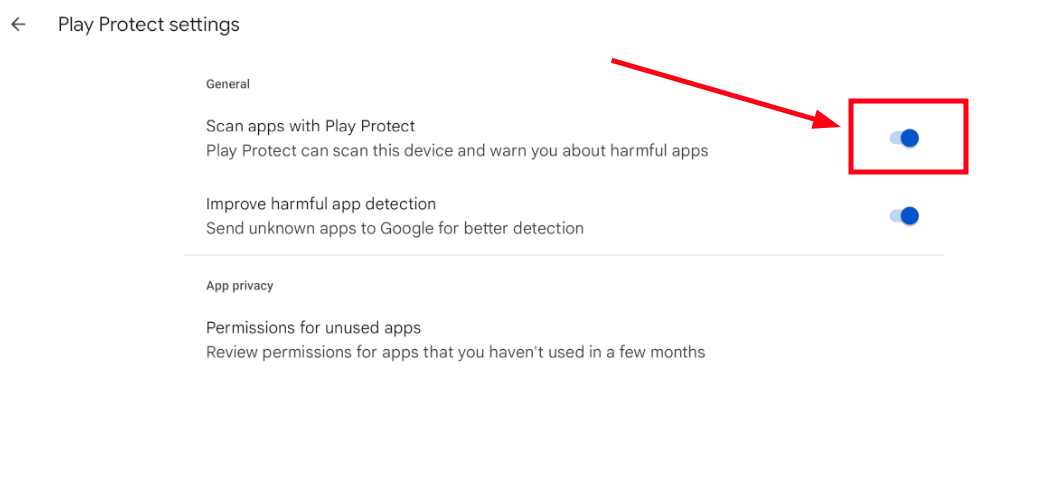 Play Protect settings
General
Scan apps with Play Protect
Play Protect can scan this device and warn you about harmful apps
Improve harmful app detection
Send unknown apps to Google for better detection
App privacy
Permissions for unused apps
Review permissions for apps that you haven't used in a few months